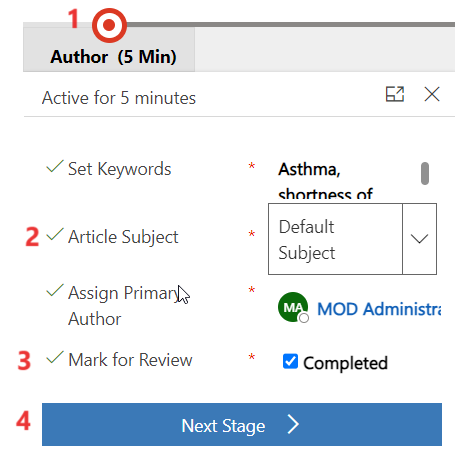 1
Author (5 Min)
Active for 5 minutes
Set Keywords * Asthma,
shortness of
2 Article Subject * Default
Subject
Assign Primary * MA MOD Administra
Author
3 Mark for Review * Completed
4 Next Stage